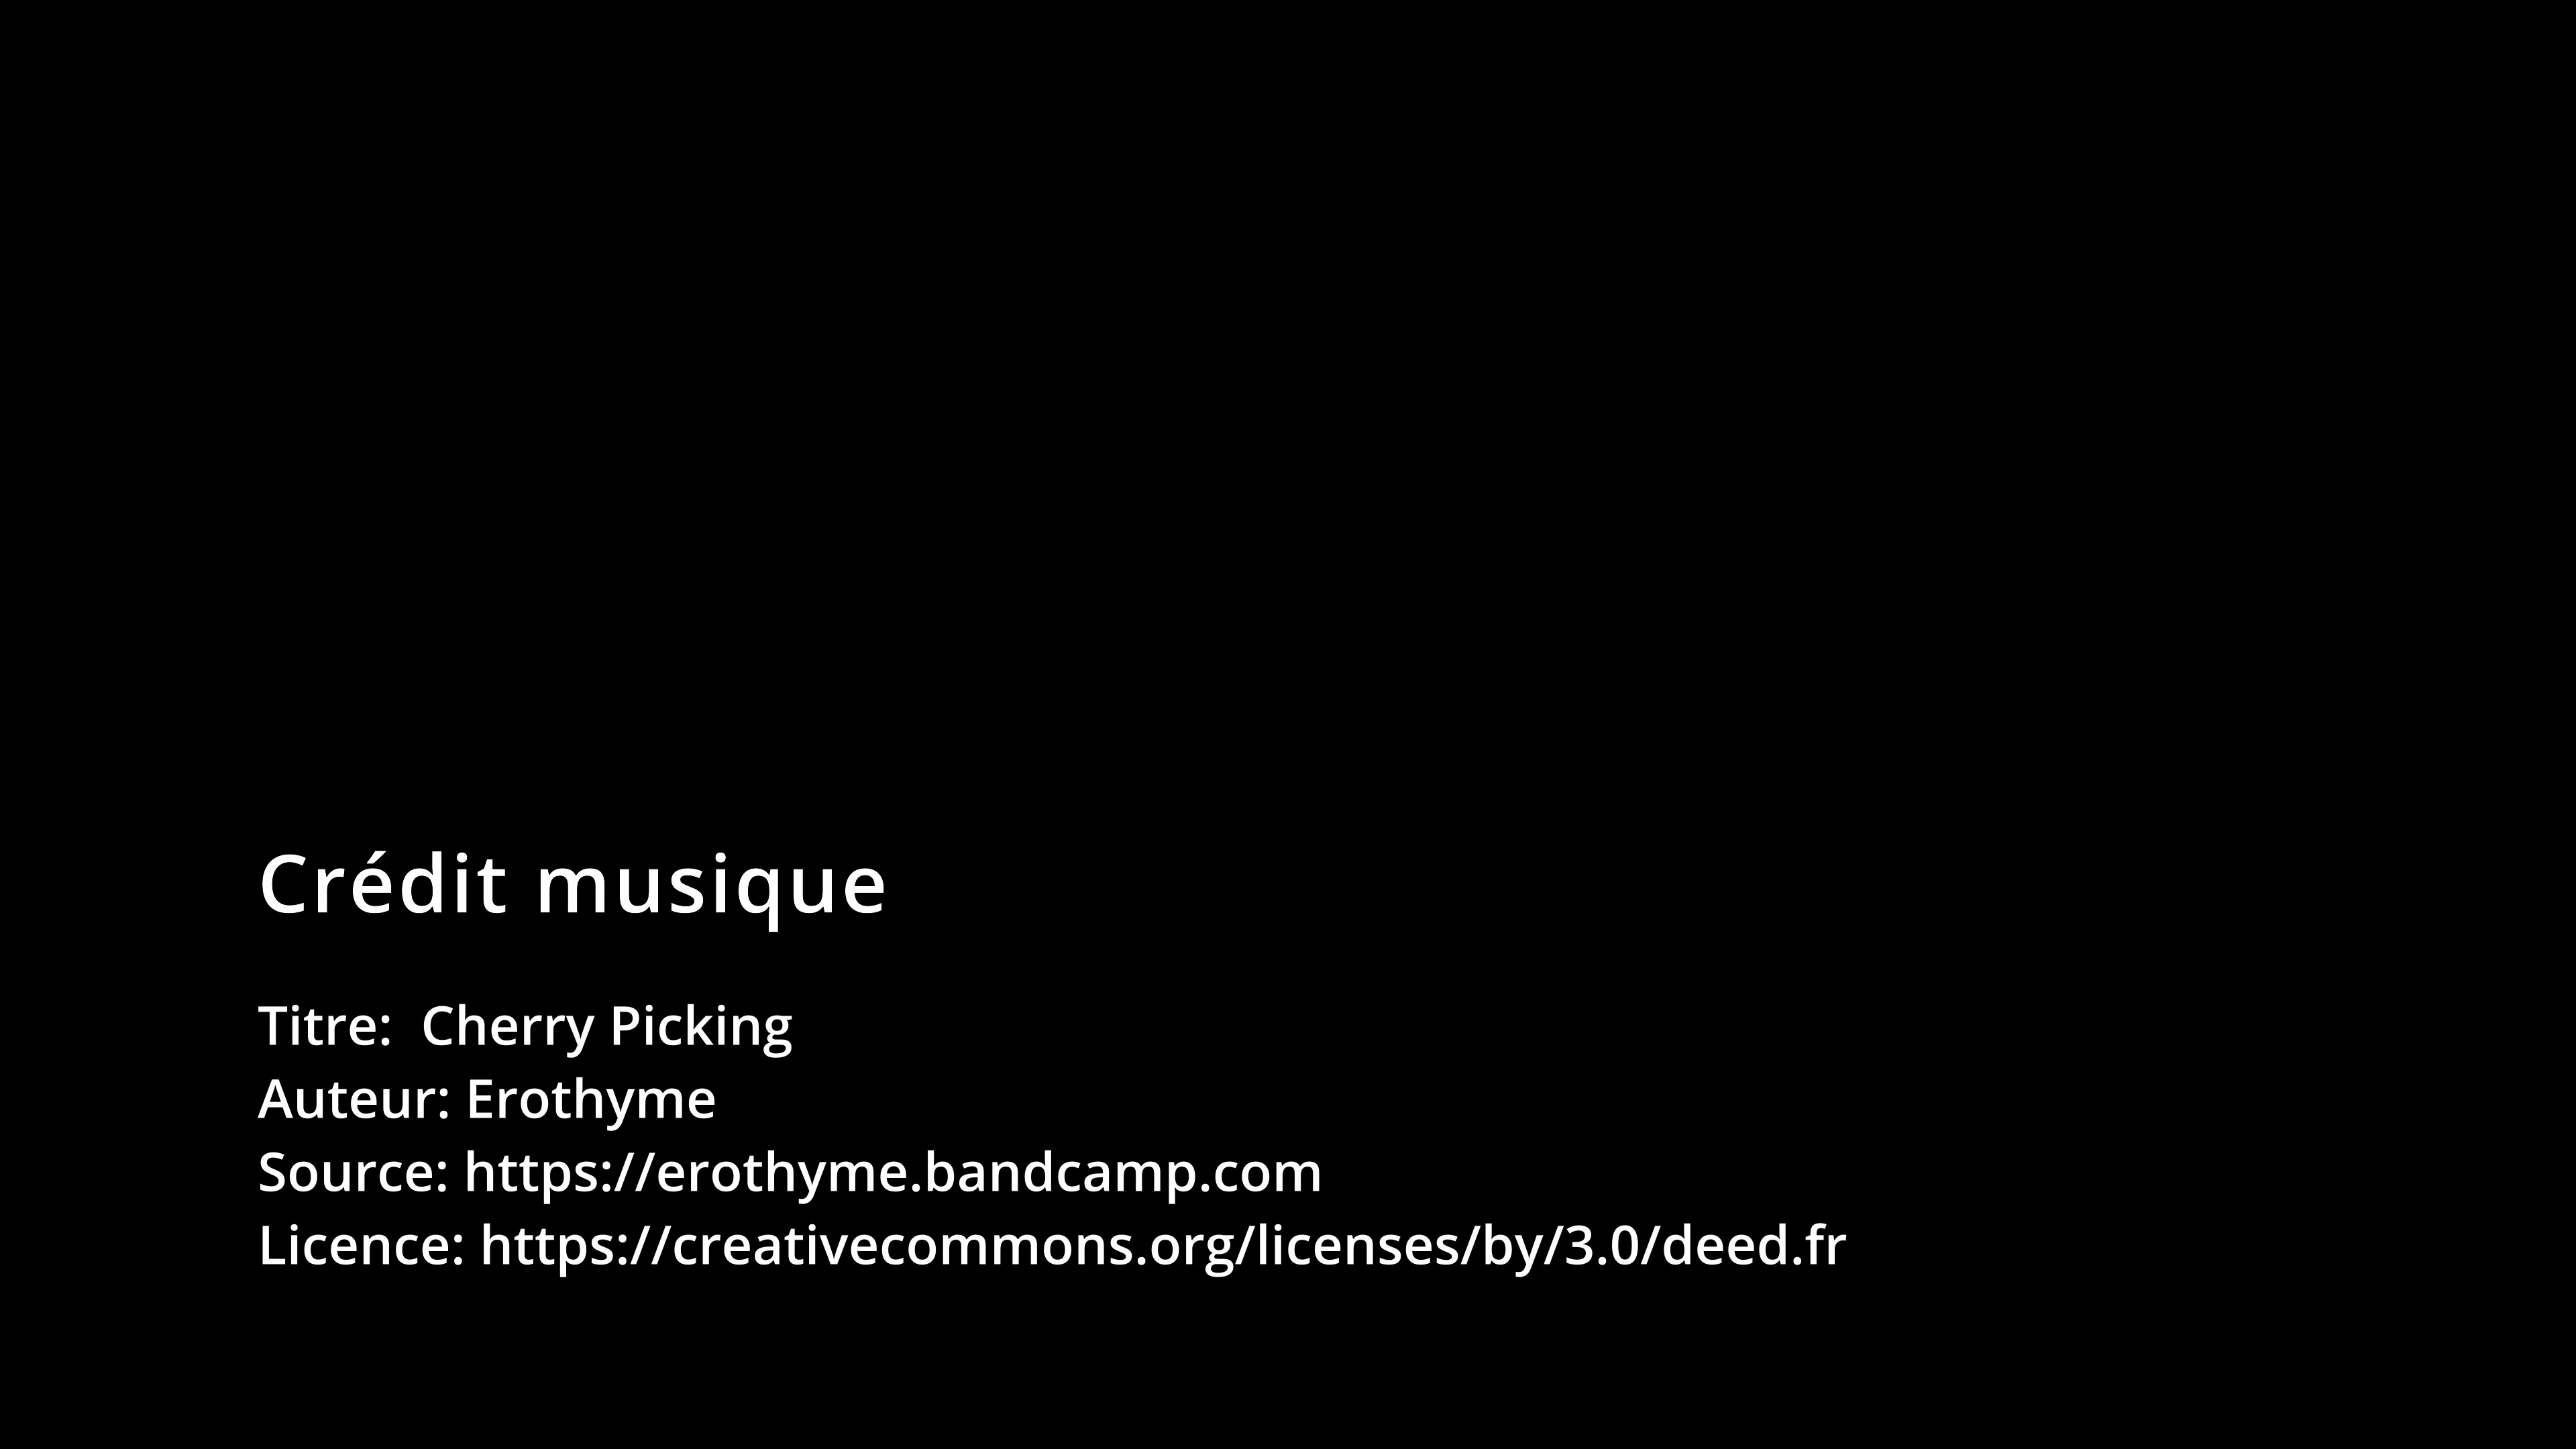 Crédit musique
Titre:  Cherry Picking
Auteur: Erothyme
Source: https://erothyme.bandcamp.com
Licence: https://creativecommons.org/licenses/by/3.0/deed.fr